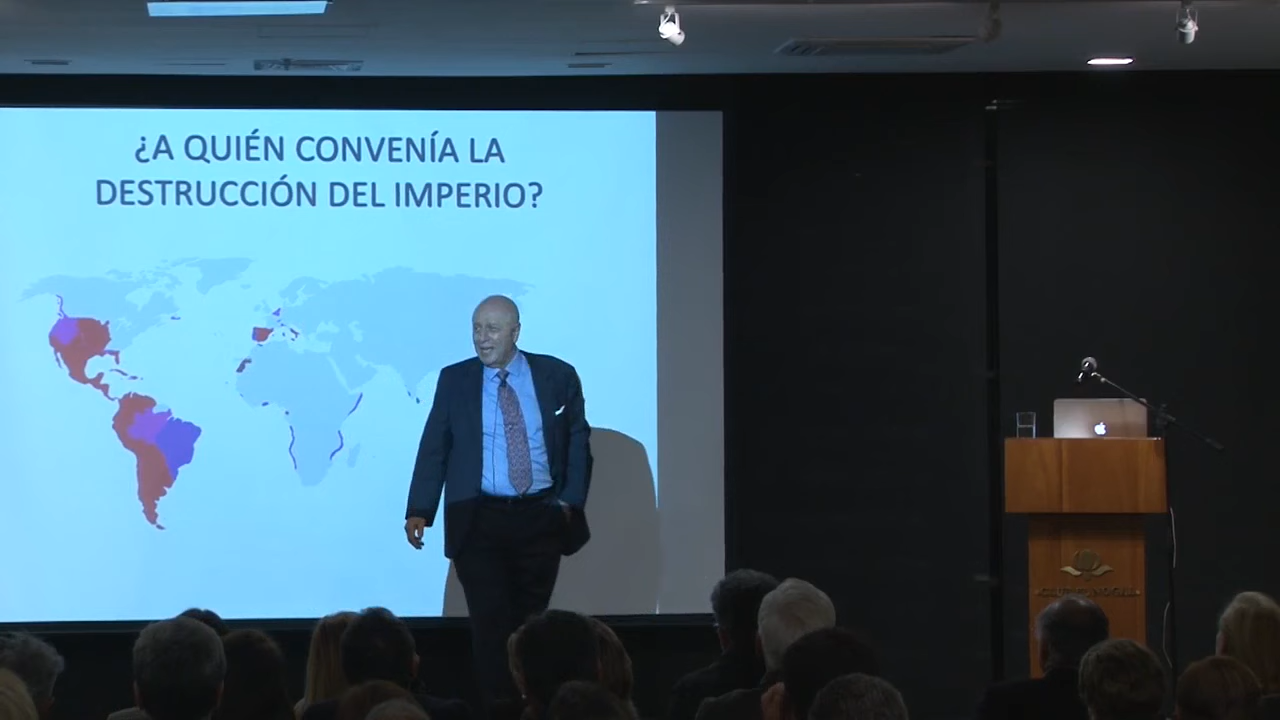 ¿A QUIÉN CONVENÍA LA
DESTRUCCIÓN DEL IMPERIO?